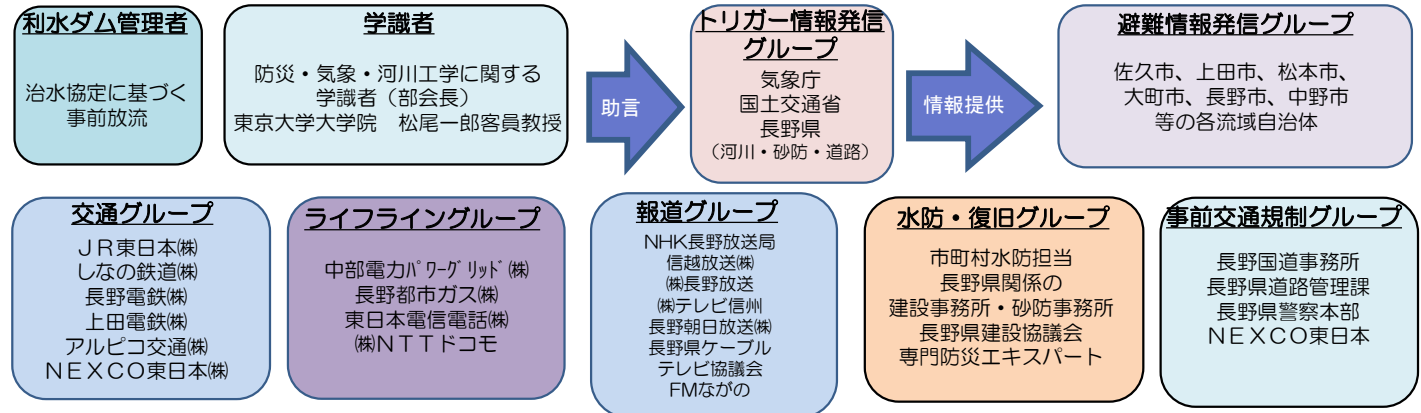 利水ダム管理者
治水協定に基づく
事前放流
学識者
防災・気象・河川工学に関する
学識者（部会長）
東京大学大学院　松尾一郎客員教授
助言
トリガー情報発信
グループ
気象庁
国土交通省
長野県
（河川・砂防・道路）
情報提供
避難情報発信グループ
佐久市、上田市、松本市、
大町市、長野市、中野市
等の各流域自治体
交通グループ
ＪＲ東日本㈱
しなの鉄道㈱
長野電鉄㈱
上田電鉄㈱
アルピコ交通㈱
ＮＥＸＣＯ東日本㈱
ライフライングループ
中部電力ﾊﾟﾜｰｸﾞﾘｯﾄﾞ㈱
長野都市ガス㈱
東日本電信電話㈱
㈱ＮＴＴドコモ
報道グループ
NHK長野放送局
信越放送㈱
㈱長野放送
㈱テレビ信州
長野朝日放送㈱
長野県ケーブル
テレビ協議会
FMながの
水防・復旧グループ
市町村水防担当
長野県関係の
建設事務所・砂防事務所
長野県建設協議会
専門防災エキスパート
事前交通規制グループ
長野国道事務所
長野県道路管理課
長野県警察本部
ＮＥＸＣＯ東日本